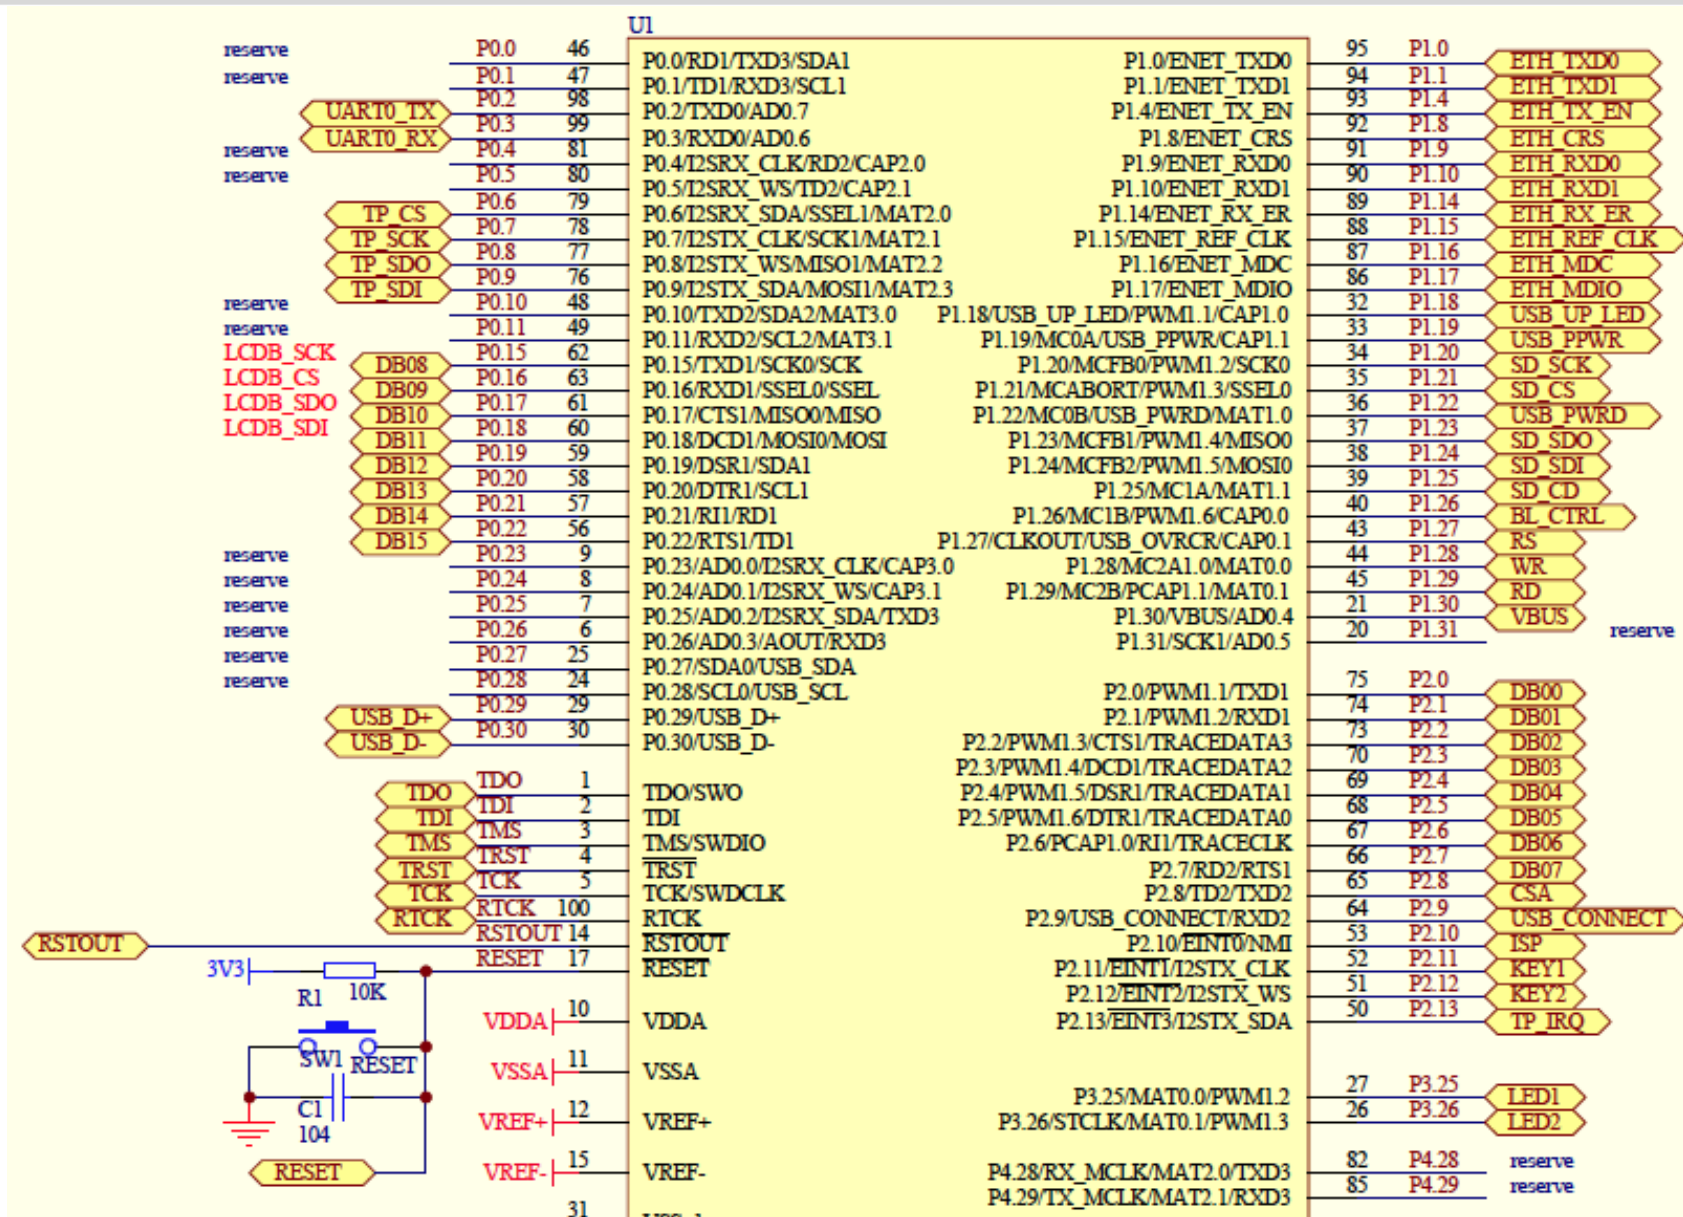 U1
reserve P0.0 46 P0.0/RD1/TXD3/SDA1 P1.0/ENET_TXD0 95 P1.0 ETH_TXD0
reserve P0.1 47 P0.1/TD1/RXD3/SCL1 P1.1/ENET_TXD1 94 P1.1 ETH_TXD1
UART0_TX P0.2 98 P0.2/TXD0/AD0.7 P1.4/ENET_TX_EN 93 P1.4 ETH_TX_EN
UART0_RX P0.3 99 P0.3/RXD0/AD0.6 P1.8/ENET_CRS 92 P1.8 ETH_CRS
reserve P0.4 81 P0.4/I2SRX_CLK/RD2/CAP2.0 P1.9/ENET_RXD0 91 P1.9 ETH_RXD0
reserve P0.5 80 P0.5/I2SRX_WS/TD2/CAP2.1 P1.10/ENET_RXD1 90 P1.10 ETH_RXD1
TP_CS P0.6 79 P0.6/I2SRX_SDA/SSEL1/MAT2.0 P1.14/ENET_RX_ER 89 P1.14 ETH_RX_ER
TP_SCK P0.7 78 P0.7/I2STX_CLK/SCK1/MAT2.1 P1.15/ENET_REF_CLK 88 P1.15 ETH_REF_CLK
TP_SDO P0.8 77 P0.8/I2STX_WS/MISO1/MAT2.2 P1.16/ENET_MDC 87 P1.16 ETH_MDC
TP_SDI P0.9 76 P0.9/I2STX_SDA/MOSI1/MAT2.3 P1.17/ENET_MDIO 86 P1.17 ETH_MDIO
reserve P0.10 48 P0.10/TXD2/SDA2/MAT3.0 P1.18/USB_UP_LED/PWM1.1/CAP1.0 32 P1.18 USB_UP_LED
reserve P0.11 49 P0.11/RXD2/SCL2/MAT3.1 P1.19/MC0A/USB_PPWR/CAP1.1 33 P1.19 USB_PPWR
LCDB_SCK DB08 P0.15 62 P0.15/TXD1/SCK0/SCK P1.20/MCFB0/PWM1.2/SCK0 34 P1.20 SD_SCK
LCDB_CS DB09 P0.16 63 P0.16/RXD1/SSEL0/SSEL P1.21/MCABORT/PWM1.3/SSEL0 35 P1.21 SD_CS
LCDB_SDO DB10 P0.17 61 P0.17/CTS1/MISO0/MISO P1.22/MC0B/USB_PWRD/MAT1.0 36 P1.22 USB_PWRD
LCDB_SDI DB11 P0.18 60 P0.18/DCD1/MOSI0/MOSI P1.23/MCFB1/PWM1.4/MISO0 37 P1.23 SD_SDO
DB12 P0.19 59 P0.19/DSR1/SDA1 P1.24/MCFB2/PWM1.5/MOSI0 38 P1.24 SD_SDI
DB13 P0.20 58 P0.20/DTR1/SCL1 P1.25/MC1A/MAT1.1 39 P1.25 SD_CD
DB14 P0.21 57 P0.21/RI1/RD1 P1.26/MC1B/PWM1.6/CAP0.0 40 P1.26 BL_CTRL
DB15 P0.22 56 P0.22/RTS1/TD1 P1.27/CLKOUT/USB_OVRCR/CAP0.1 43 P1.27 RS
reserve P0.23 9 P0.23/AD0.0/I2SRX_CLK/CAP3.0 P1.28/MC2A1.0/MAT0.0 44 P1.28 WR
reserve P0.24 8 P0.24/AD0.1/I2SRX_WS/CAP3.1 P1.29/MC2B/PCAP1.1/MAT0.1 45 P1.29 RD
reserve P0.25 7 P0.25/AD0.2/I2SRX_SDA/TXD3 P1.30/VBUS/AD0.4 21 P1.30 VBUS
reserve P0.26 6 P0.26/AD0.3/AOUT/RXD3 P1.31/SCK1/AD0.5 20 P1.31 reserve
reserve P0.27 25 P0.27/SDA0/USB_SDA
reserve P0.28 24 P0.28/SCL0/USB_SCL P2.0/PWM1.1/TXD1 75 P2.0 DB00
USB_D+ P0.29 29 P0.29/USB_D+ P2.1/PWM1.2/RXD1 74 P2.1 DB01
USB_D- P0.30 30 P0.30/USB_D- P2.2/PWM1.3/CTS1/TRACEDATA3 73 P2.2 DB02
P2.3/PWM1.4/DCD1/TRACEDATA2 70 P2.3 DB03
TDO TDO 1 TDO/SWO P2.4/PWM1.5/DSR1/TRACEDATA1 69 P2.4 DB04
TDI TDI 2 TDI P2.5/PWM1.6/DTR1/TRACEDATA0 68 P2.5 DB05
TMS TMS 3 TMS/SWDIO P2.6/PCAP1.0/RI1/TRACECLK 67 P2.6 DB06
TRST TRST 4 TRST P2.7/RD2/RTS1 66 P2.7 DB07
TCK TCK 5 TCK/SWDCLK P2.8/TD2/TXD2 65 P2.8 CSA
RTCK RTCK 100 RTCK P2.9/USB_CONNECT/RXD2 64 P2.9 USB_CONNECT
RSTOUT RSTOUT 14 RSTOUT P2.10/EINT0/NMI 53 P2.10 ISP
3V3 RESET 17 RESET P2.11/EINT1/I2STX_CLK 52 P2.11 KEY1
R1 10K P2.12/EINT2/I2STX_WS 51 P2.12 KEY2
VDDA 10 VDDA P2.13/EINT3/I2STX_SDA 50 P2.13 TP_IRQ
SW1 RESET
VSSA 11 VSSA
P3.25/MAT0.0/PWM1.2 27 P3.25 LED1
C1
104
VREF+ 12 VREF+ P3.26/STCLK/MAT0.1/PWM1.3 26 P3.26 LED2
RESET VREF- 15 VREF- P4.28/RX_MCLK/MAT2.0/TXD3 82 P4.28 reserve
P4.29/TX_MCLK/MAT2.1/RXD3 85 P4.29 reserve
31